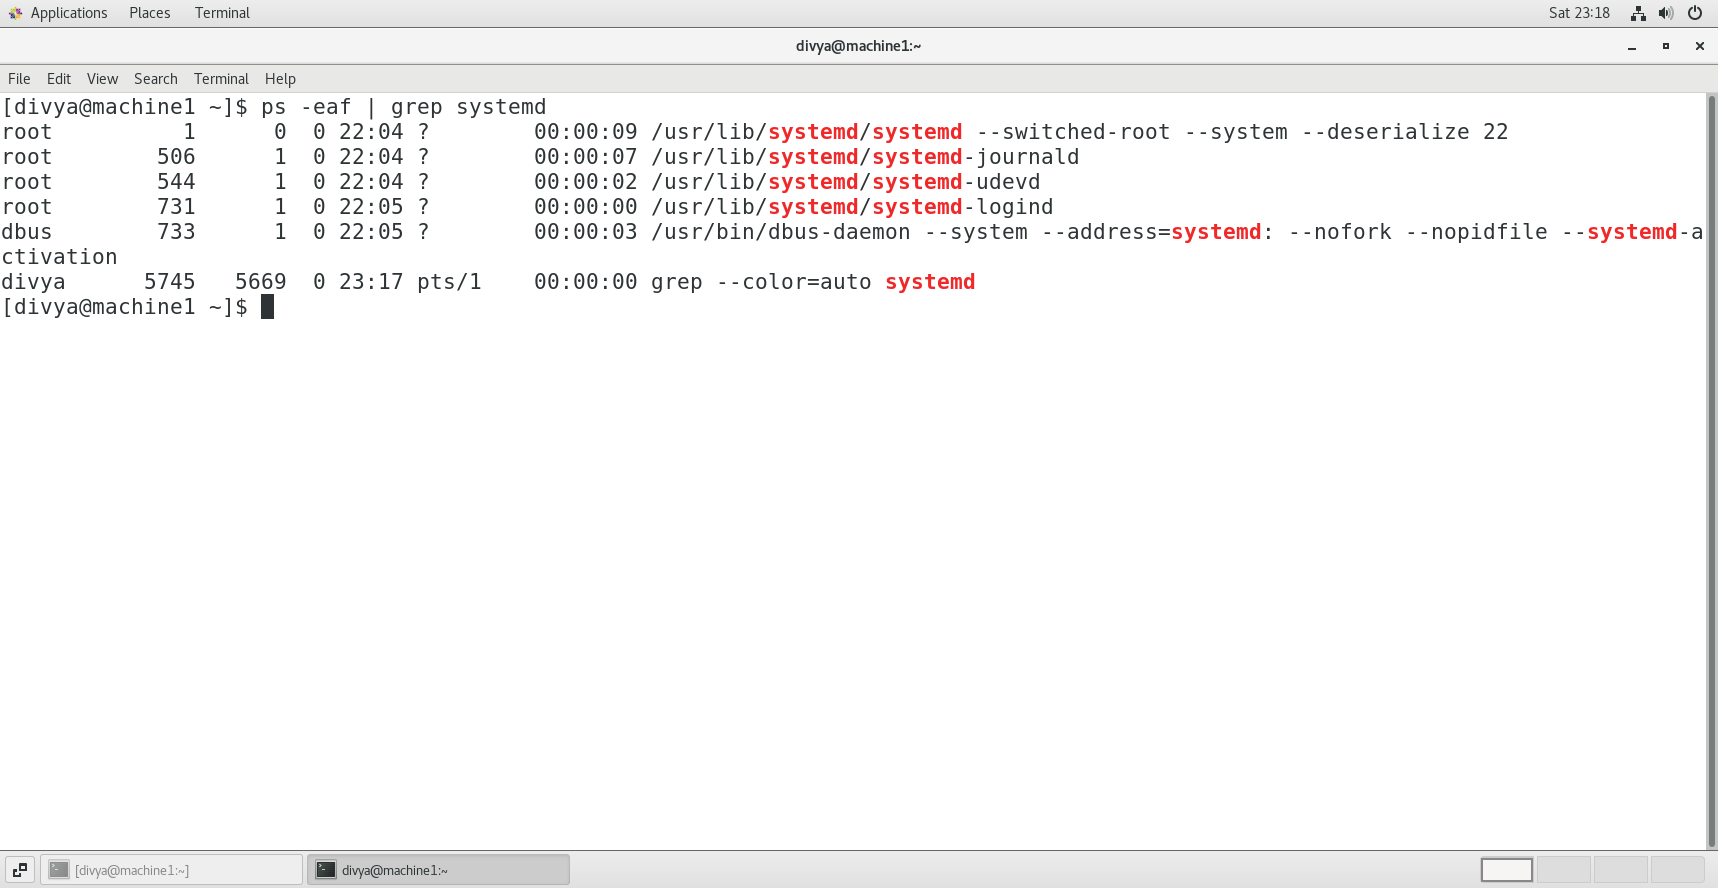 Applications Places Terminal Sat 23:18
divya@machine1:~
File Edit View Search Terminal Help
[divya@machine1 ~]$ ps -eaf | grep systemd
root          1      0  0 22:04 ?        00:00:09 /usr/lib/systemd/systemd --switched-root --system --deserialize 22
root        506      1  0 22:04 ?        00:00:07 /usr/lib/systemd/systemd-journald
root        544      1  0 22:04 ?        00:00:02 /usr/lib/systemd/systemd-udevd
root        731      1  0 22:05 ?        00:00:00 /usr/lib/systemd/systemd-logind
dbus        733      1  0 22:05 ?        00:00:03 /usr/bin/dbus-daemon --system --address=systemd: --nofork --nopidfile --systemd-a
ctivation
divya      5745   5669  0 23:17 pts/1    00:00:00 grep --color=auto systemd
[divya@machine1 ~]$
[divya@machine1:~] divya@machine1:~